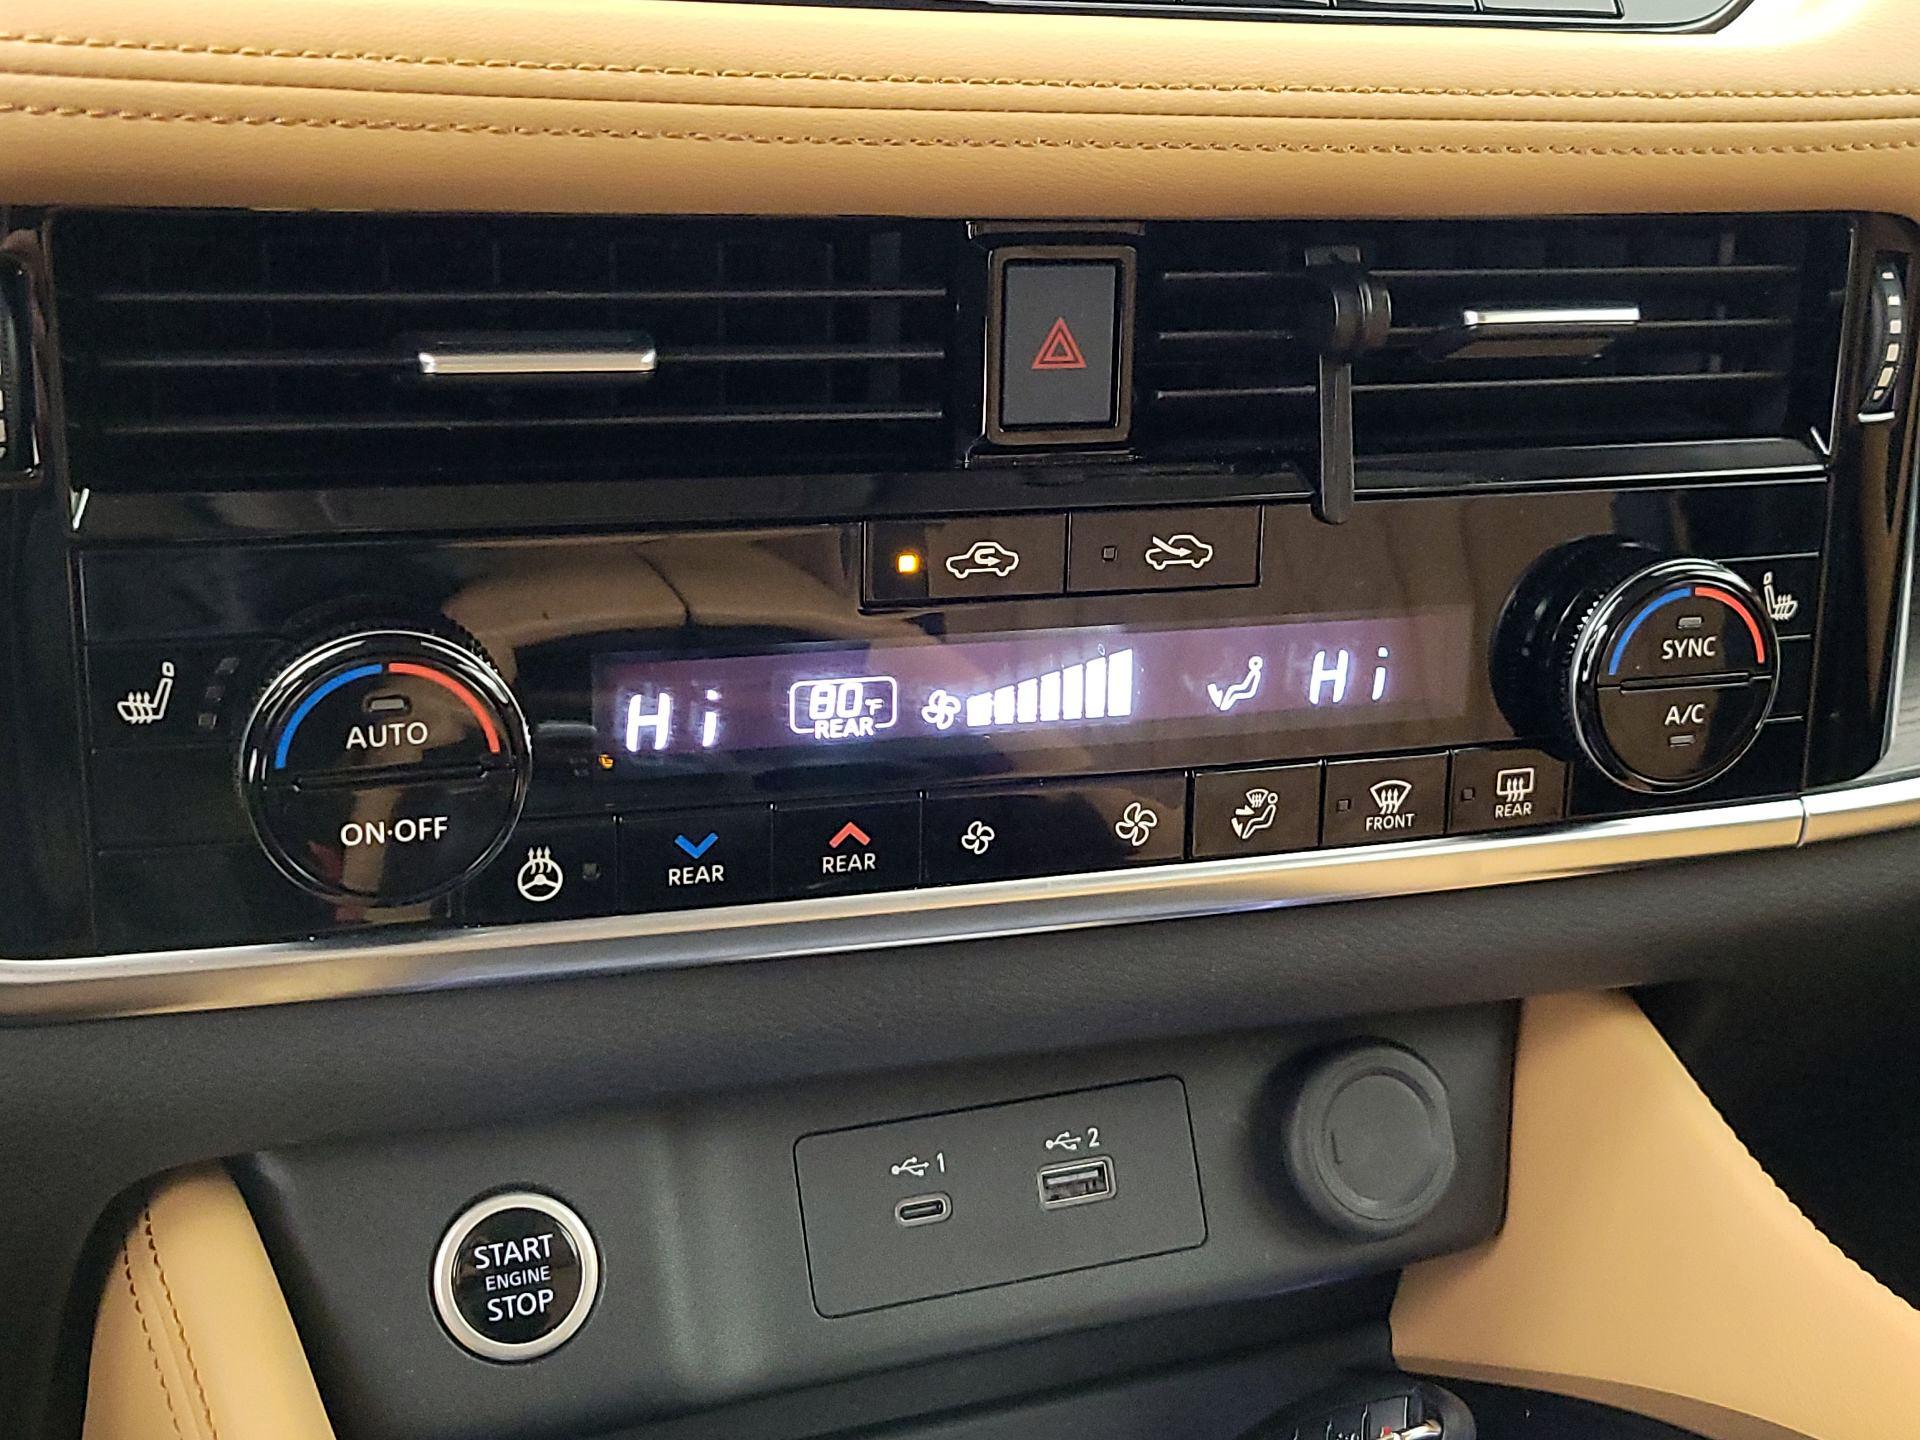 Hi
80°F
REAR
Hi
SYNC
A/C
AUTO
ON·OFF
REAR
REAR
FRONT
REAR
1
2
START
ENGINE
STOP